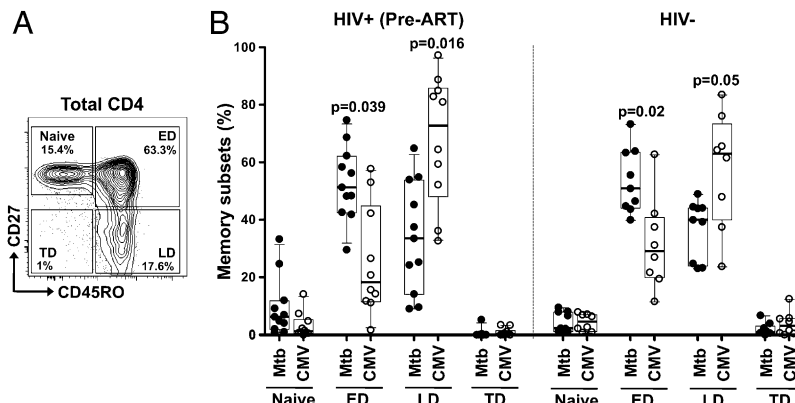 A
Total CD4
Naive
15.4%
ED
63.3%
TD
1%
LD
17.6%
CD27
CD45RO
B
HIV+ (Pre-ART)
HIV-
p=0.016
p=0.039
p=0.05
p=0.02
Memory subsets (%)
100
80
60
40
20
0
Mtb CMV Mtb CMV Mtb CMV Mtb CMV Mtb CMV Mtb CMV Mtb CMV Mtb CMV
Naive ED LD TD Naive ED LD TD